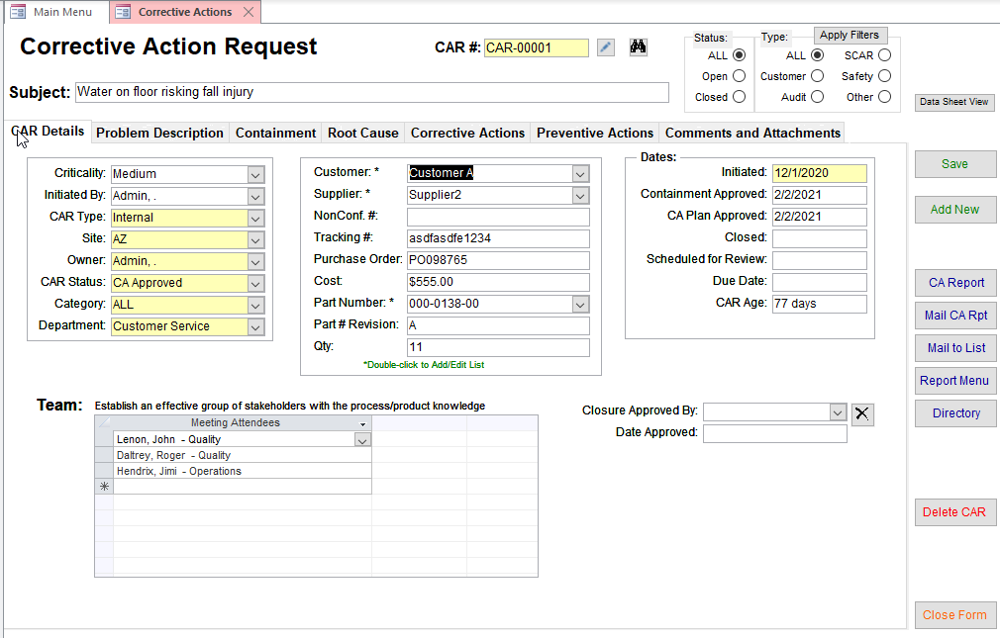 Main Menu
Corrective Actions
Corrective Action Request
CAR #: CAR-00001
Status:
ALL
Open
Closed
Type:
Apply Filters
ALL
SCAR
Customer
Safety
Audit
Other
Subject: Water on floor risking fall injury
Data Sheet View
CAR Details
Problem Description
Containment
Root Cause
Corrective Actions
Preventive Actions
Comments and Attachments
Criticality: Medium
Initiated By: Admin, .
CAR Type: Internal
Site: AZ
Owner: Admin, .
CAR Status: CA Approved
Category: ALL
Department: Customer Service
Customer: * Customer A
Supplier: * Supplier2
NonConf. #:
Tracking #: asdfasdfe1234
Purchase Order: PO098765
Cost: $555.00
Part Number: * 000-0138-00
Part # Revision: A
Qty: 11
*Double-click to Add/Edit List
Dates:
Initiated: 12/1/2020
Containment Approved: 2/2/2021
CA Plan Approved: 2/2/2021
Closed:
Scheduled for Review:
Due Date:
CAR Age: 77 days
Save
Add New
CA Report
Mail CA Rpt
Mail to List
Report Menu
Directory
Delete CAR
Close Form
Team: Establish an effective group of stakeholders with the process/product knowledge
Meeting Attendees
Lenon, John - Quality
Daltrey, Roger - Quality
Hendrix, Jimi - Operations
Closure Approved By:
Date Approved: